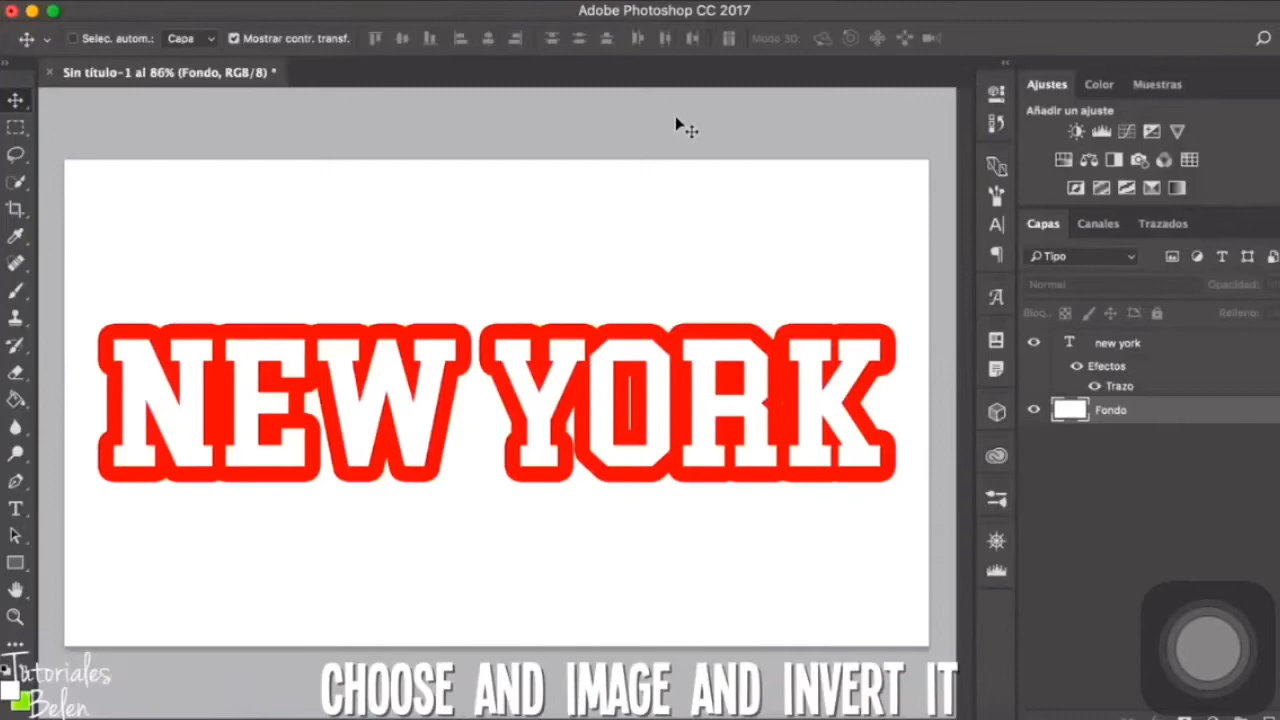 Adobe Photoshop CC 2017
Selec. autom.: Capa Mostrar contr. transf. Modo 3D:
Sin título-1 al 86% (Fondo, RGB/8) *
Ajustes Color Muestras
Añadir un ajuste
Capas Canales Trazados
Tipo
Normal Opacidad:
Bloq.: Relleno:
new york
Efectos
Trazo
Fondo
NEW YORK
Tutoriales
Belen
CHOOSE AND IMAGE AND INVERT IT